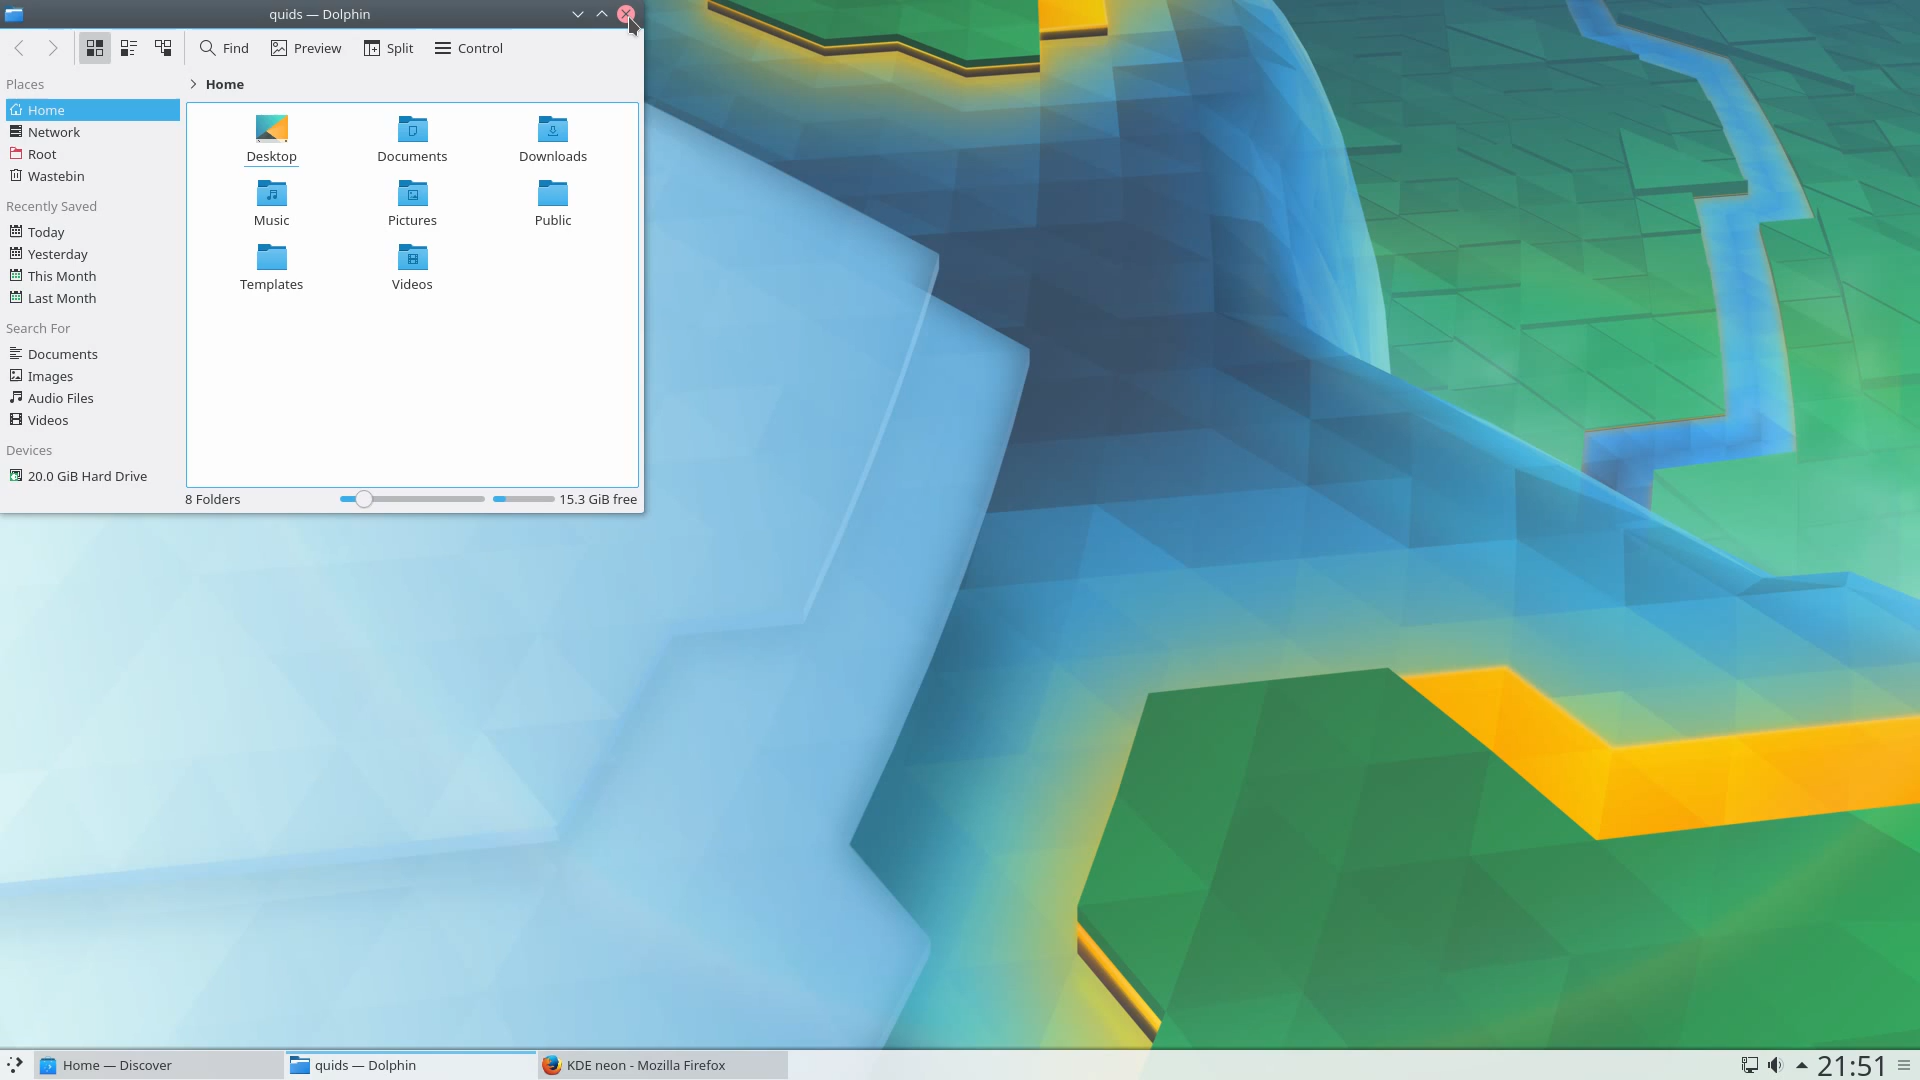 quids — Dolphin
Find Preview Split Control
Places
Home
Network
Root
Wastebin
Recently Saved
Today
Yesterday
This Month
Last Month
Search For
Documents
Images
Audio Files
Videos
Devices
20.0 GiB Hard Drive
Home
Desktop Documents Downloads
Music Pictures Public
Templates Videos
8 Folders 15.3 GiB free
Home — Discover quids — Dolphin KDE neon - Mozilla Firefox 21:51